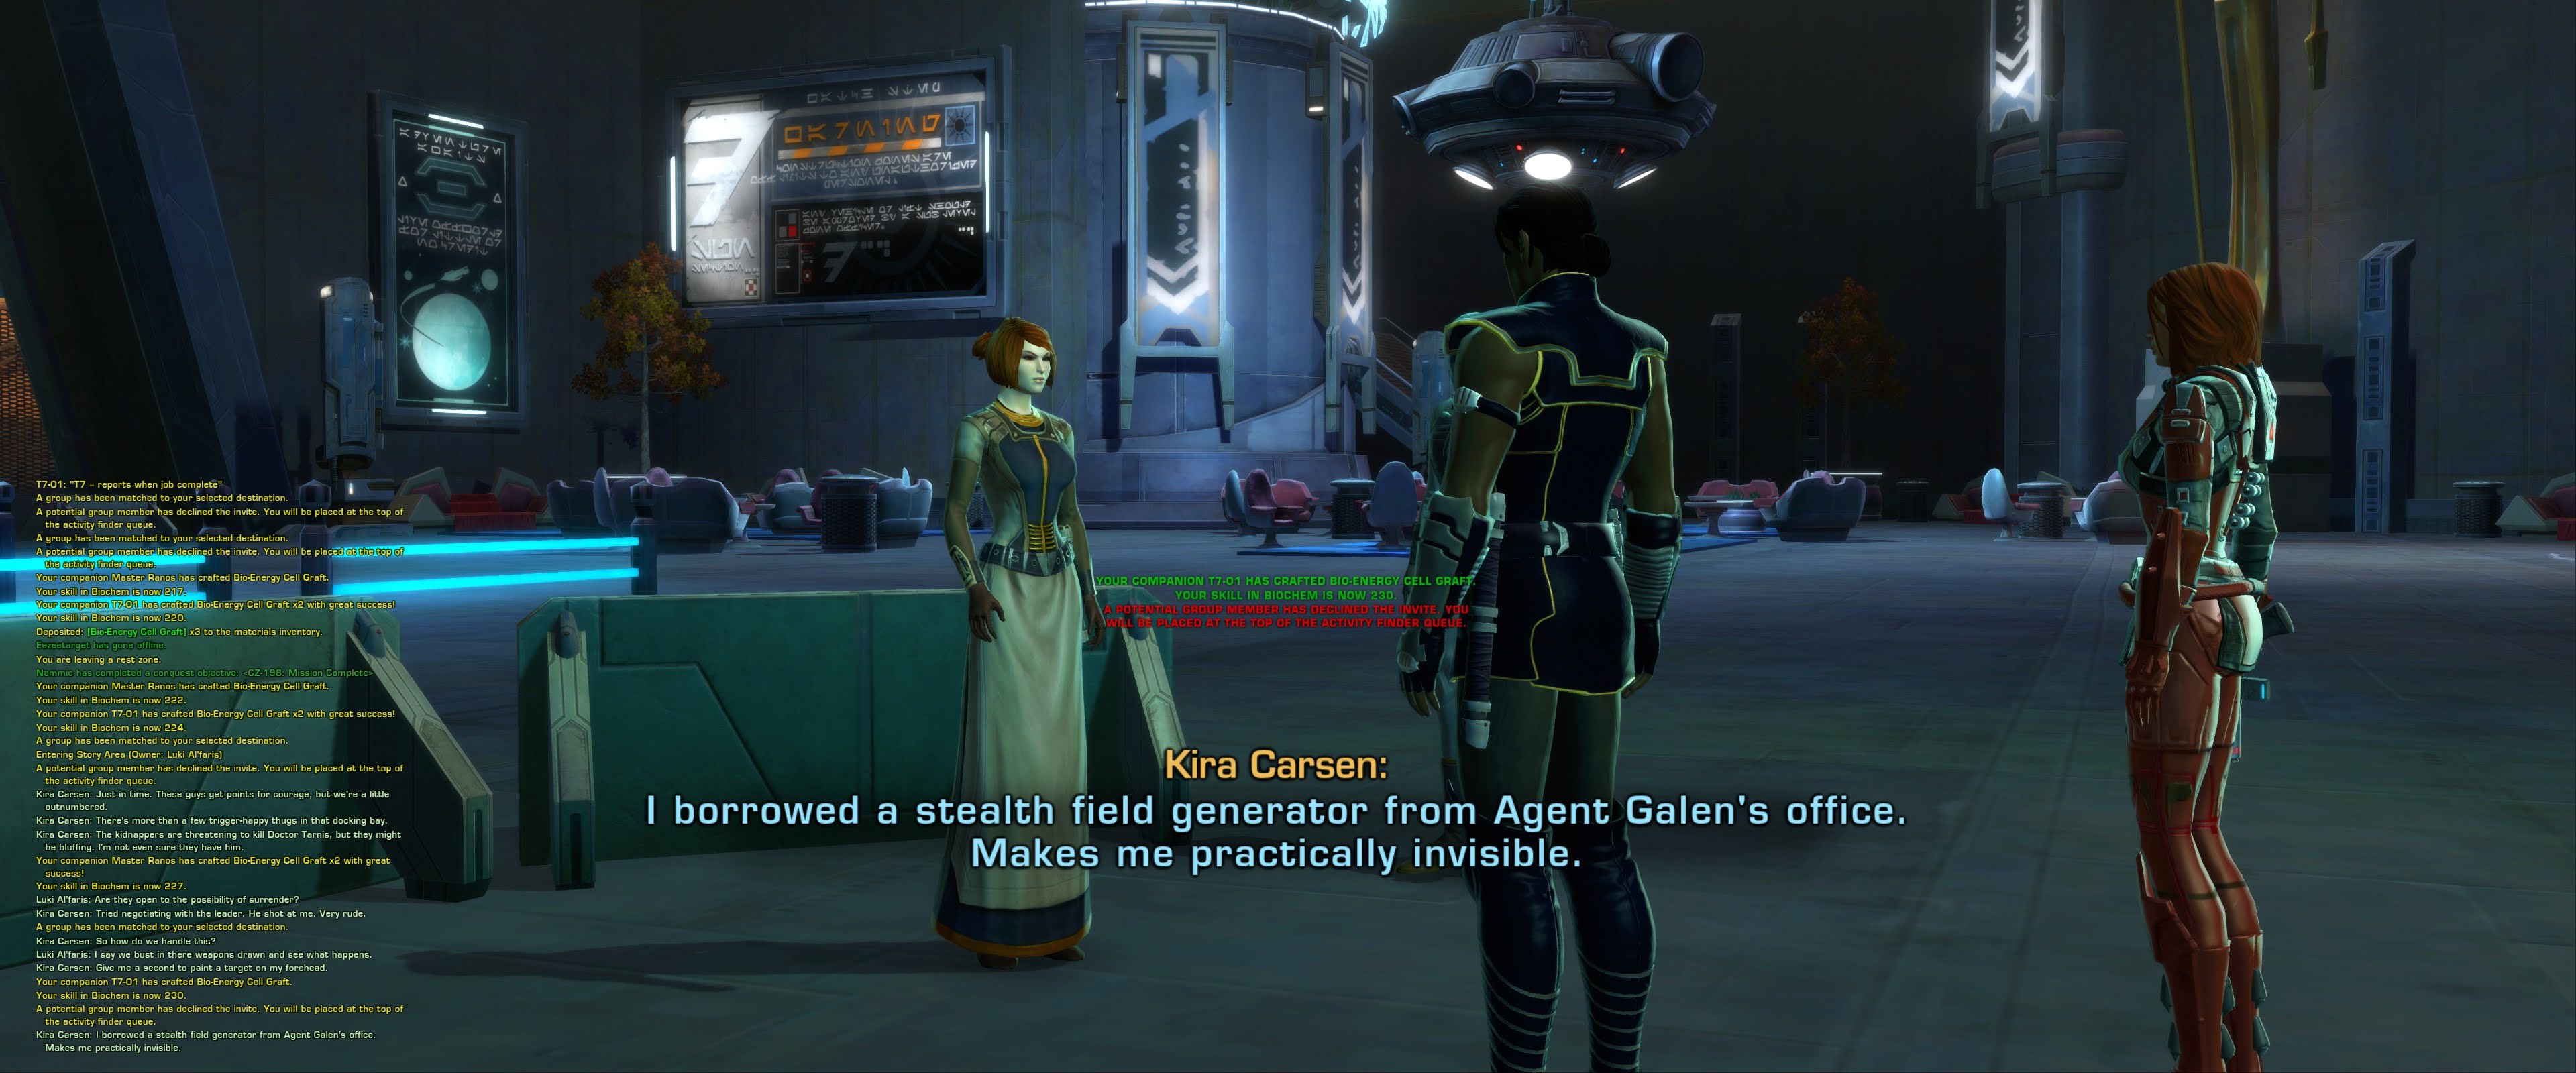 T7-01: "T7 = reports when job complete"
A group has been matched to your selected destination.
A potential group member has declined the invite. You will be placed at the top of
the activity finder queue.
A group has been matched to your selected destination.
A potential group member has declined the invite. You will be placed at the top of
the activity finder queue.
Your companion Master Ranos has crafted Bio-Energy Cell Graft.
Your skill in Biochem is now 217.
Your companion T7-01 has crafted Bio-Energy Cell Graft x2 with great success!
Your skill in Biochem is now 220.
Deposited: [Bio-Energy Cell Graft] x3 to the materials inventory.
Eezeetarget has gone offline.
You are leaving a rest zone.
Nemmic has completed a conquest objective: <CZ-198: Mission Complete>
Your companion Master Ranos has crafted Bio-Energy Cell Graft.
Your skill in Biochem is now 222.
Your companion T7-01 has crafted Bio-Energy Cell Graft x2 with great success!
Your skill in Biochem is now 224.
A group has been matched to your selected destination.
Entering Story Area (Owner: Luki Al'faris)
A potential group member has declined the invite. You will be placed at the top of
the activity finder queue.
Kira Carsen: Just in time. These guys get points for courage, but we're a little
outnumbered.
Kira Carsen: There's more than a few trigger-happy thugs in that docking bay.
Kira Carsen: The kidnappers are threatening to kill Doctor Tarnis, but they might
be bluffing. I'm not even sure they have him.
Your companion Master Ranos has crafted Bio-Energy Cell Graft x2 with great
success!
Your skill in Biochem is now 227.
Luki Al'faris: Are they open to the possibility of surrender?
Kira Carsen: Tried negotiating with the leader. He shot at me. Very rude.
A group has been matched to your selected destination.
Kira Carsen: So how do we handle this?
Luki Al'faris: I say we bust in there weapons drawn and see what happens.
Kira Carsen: Give me a second to paint a target on my forehead.
Your companion T7-01 has crafted Bio-Energy Cell Graft.
Your skill in Biochem is now 230.
A potential group member has declined the invite. You will be placed at the top of
the activity finder queue.
Kira Carsen: I borrowed a stealth field generator from Agent Galen's office.
Makes me practically invisible.
YOUR COMPANION T7-01 HAS CRAFTED BIO-ENERGY CELL GRAFT.
YOUR SKILL IN BIOCHEM IS NOW 230.
A POTENTIAL GROUP MEMBER HAS DECLINED THE INVITE. YOU
WILL BE PLACED AT THE TOP OF THE ACTIVITY FINDER QUEUE.
Kira Carsen:
I borrowed a stealth field generator from Agent Galen's office.
Makes me practically invisible.